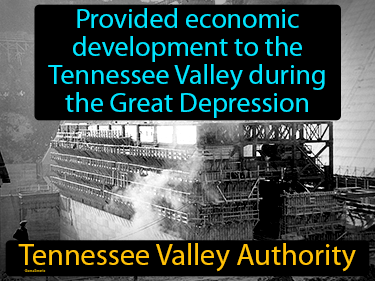 Provided economic
development to the
Tennessee Valley during
the Great Depression
Tennessee Valley Authority